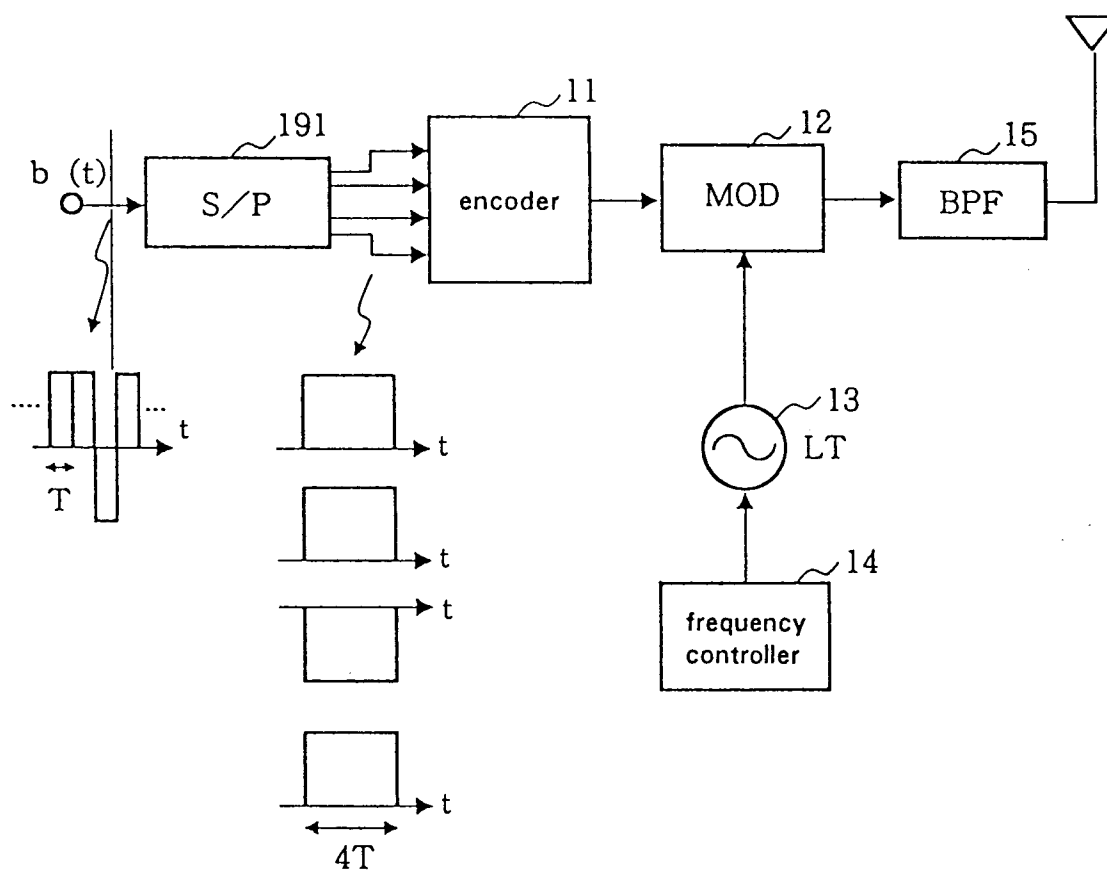 11
191
12
15
b (t)
S/P
encoder
MOD
BPF
.... ...
t
T
t
13
LT
t
14
t
frequency
controller
t
4T